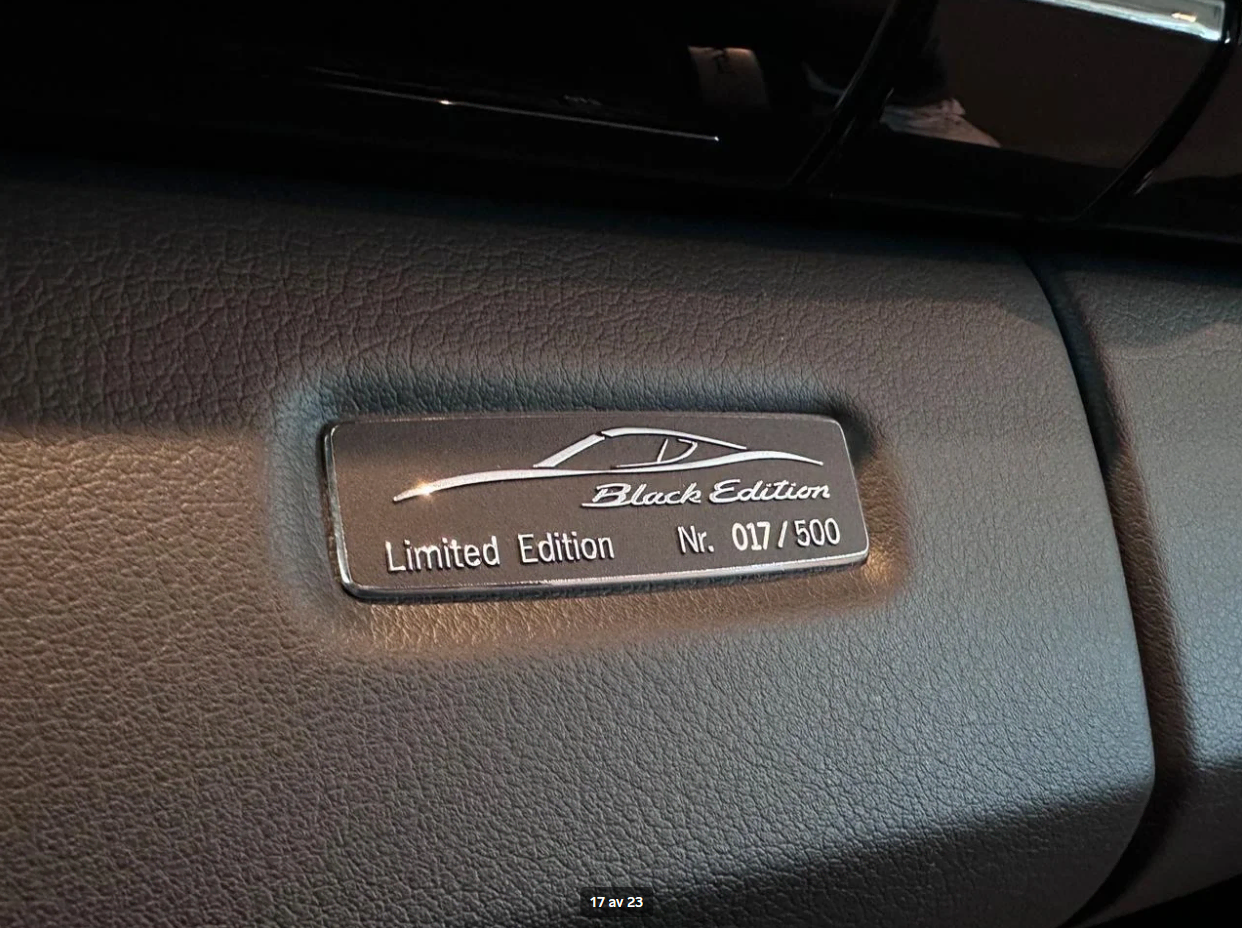 Black Edition
Limited Edition Nr. 017/500
17 av 23